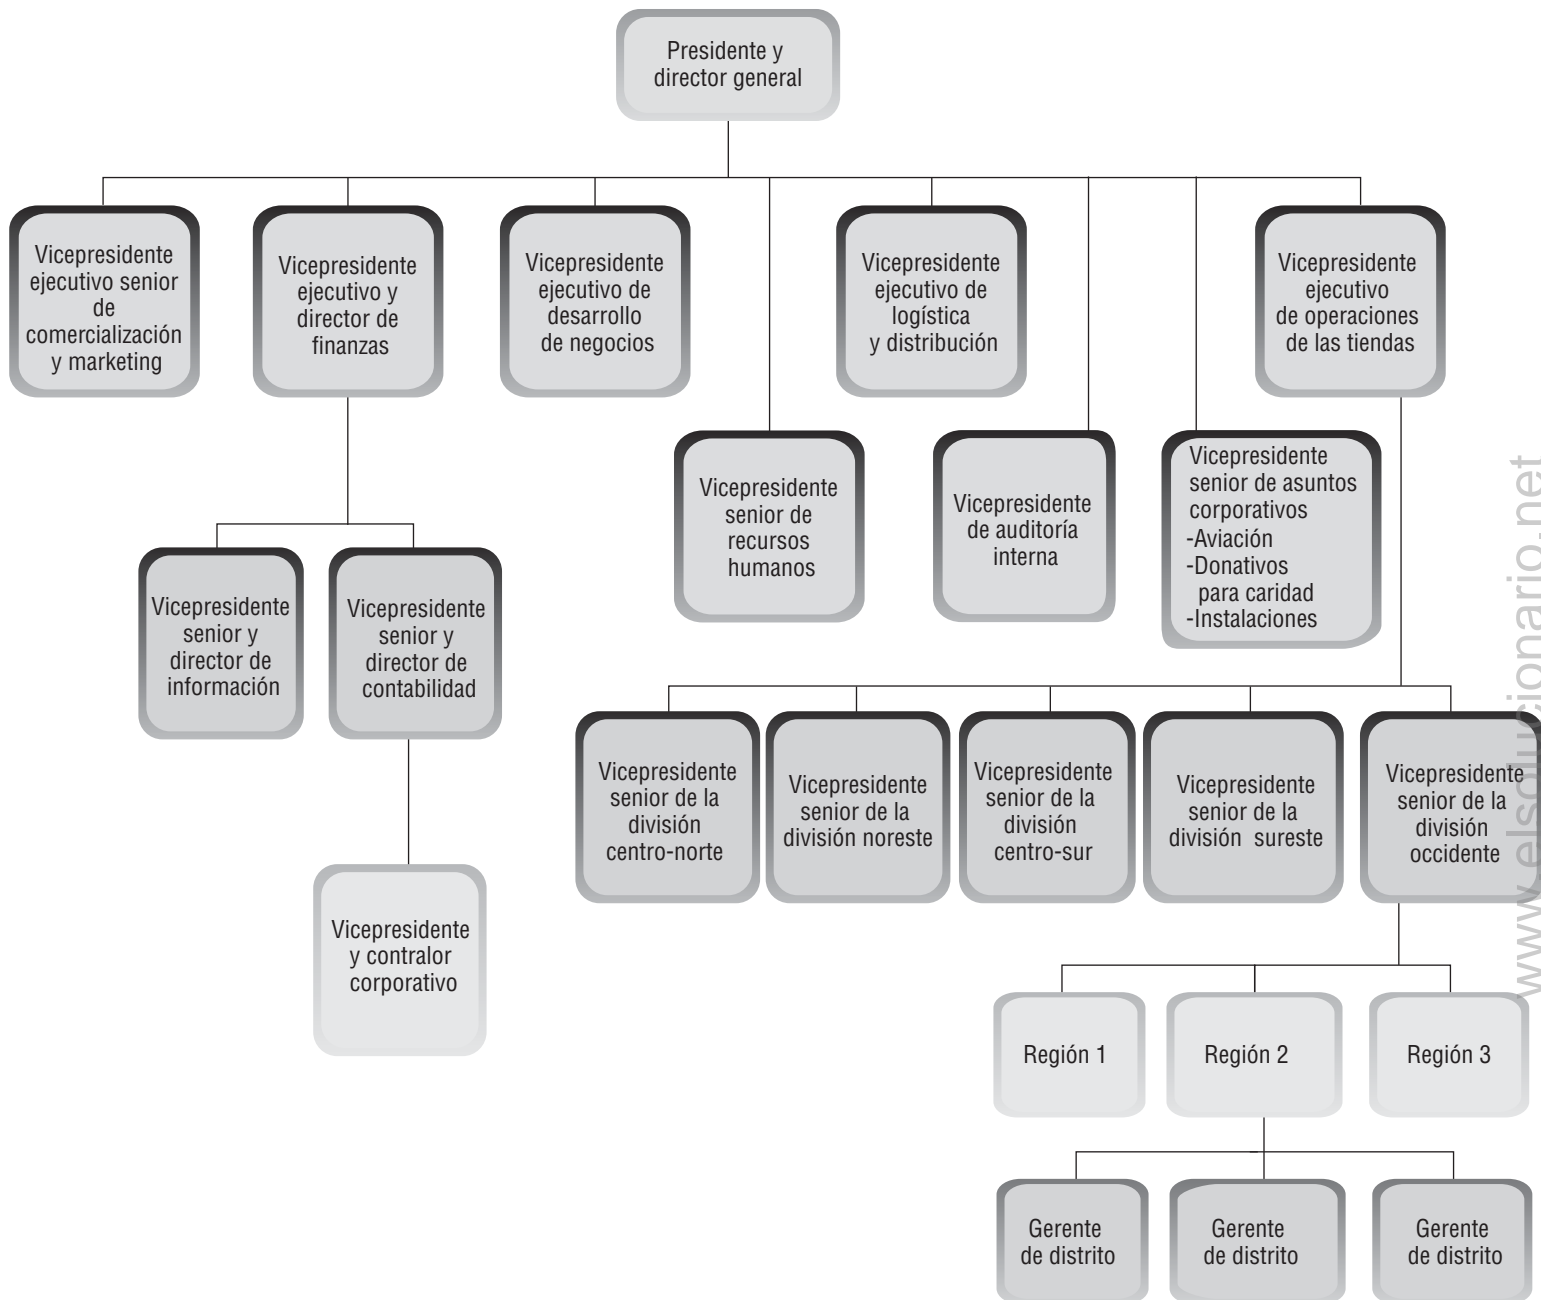 Presidente y
director general
Vicepresidente
ejecutivo senior
de
comercialización
y marketing
Vicepresidente
ejecutivo y
director de
finanzas
Vicepresidente
ejecutivo de
desarrollo
de negocios
Vicepresidente
ejecutivo de
logística
y distribución
Vicepresidente
ejecutivo
de operaciones
de las tiendas
Vicepresidente
senior de
recursos
humanos
Vicepresidente
de auditoría
interna
Vicepresidente
senior de asuntos
corporativos
-Aviación
-Donativos
para caridad
-Instalaciones
Vicepresidente
senior y
director de
información
Vicepresidente
senior y
director de
contabilidad
Vicepresidente
senior de la
división
centro-norte
Vicepresidente
senior de la
división noreste
Vicepresidente
senior de la
división
centro-sur
Vicepresidente
senior de la
división sureste
Vicepresidente
senior de la
división
occidente
Vicepresidente
y contralor
corporativo
Región 1
Región 2
Región 3
Gerente
de distrito
Gerente
de distrito
Gerente
de distrito
www.elsolucionario.net